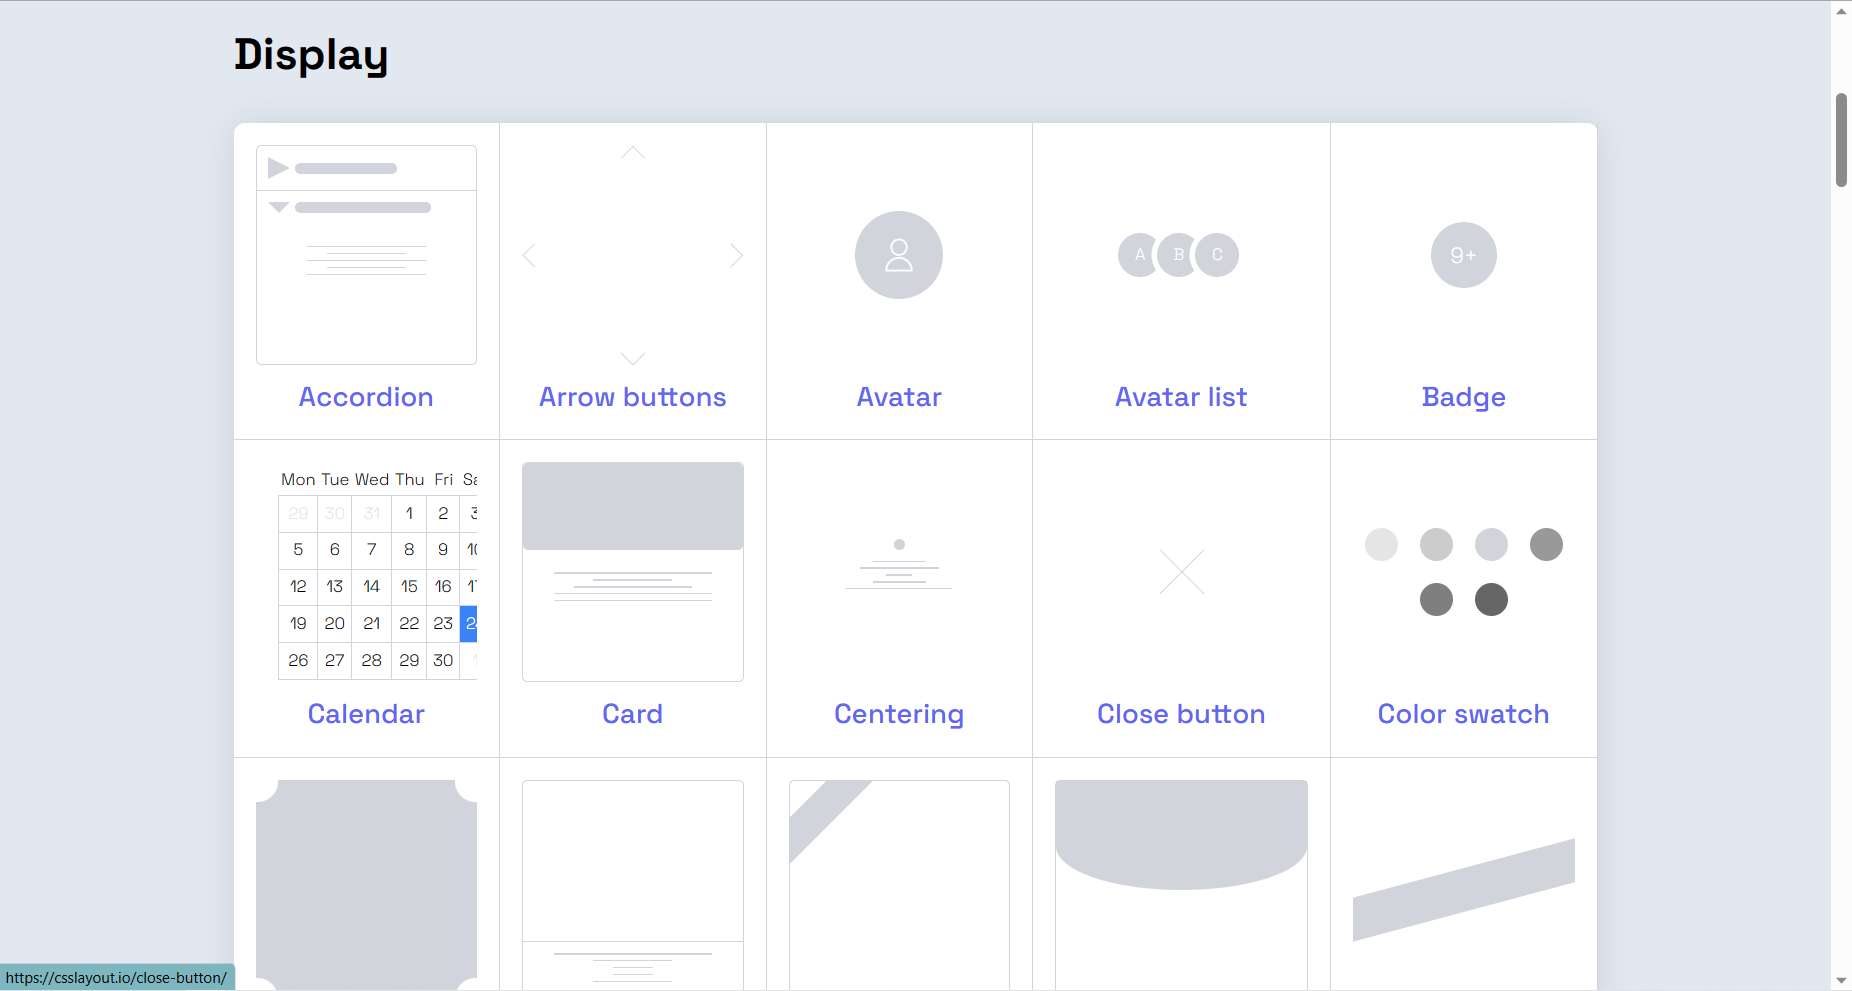 Display
A B C
9+
Accordion
Arrow buttons
Avatar
Avatar list
Badge
Mon Tue Wed Thu Fri Sa
29 30 31 1 2 3
5 6 7 8 9 10
12 13 14 15 16 17
19 20 21 22 23 24
26 27 28 29 30 1
Calendar
Card
Centering
Close button
Color swatch
https://csslayout.io/close-button/